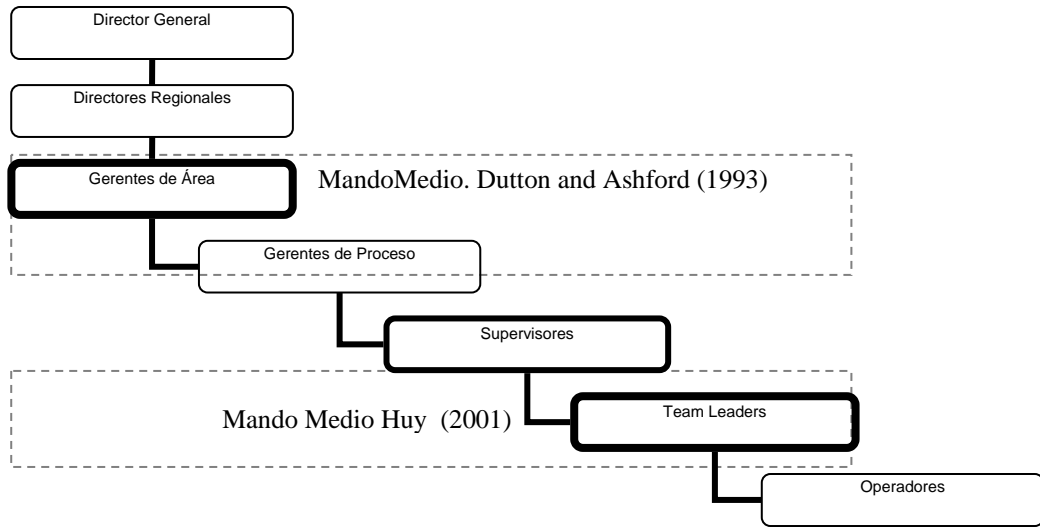 Director General
Directores Regionales
Gerentes de Área
MandoMedio. Dutton and Ashford (1993)
Gerentes de Proceso
Supervisores
Mando Medio Huy (2001)
Team Leaders
Operadores